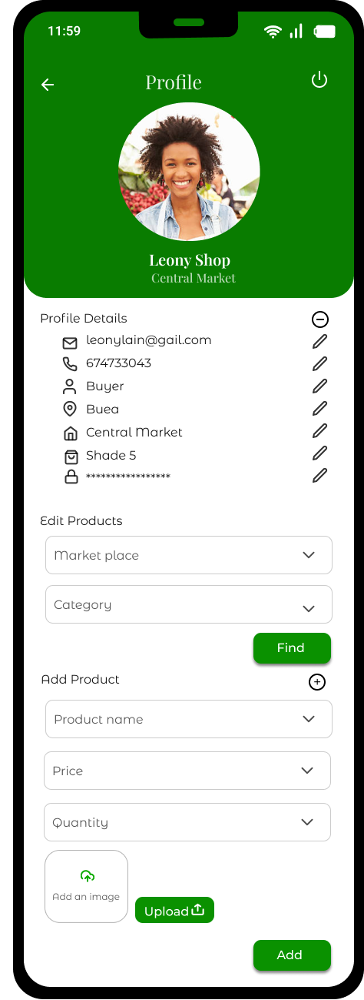 11:59
Profile
Leony Shop
Central Market
Profile Details
leonylain@gail.com
674733043
Buyer
Buea
Central Market
Shade 5
*****************
Edit Products
Market place
Category
Find
Add Product
Product name
Price
Quantity
Add an image
Upload
Add